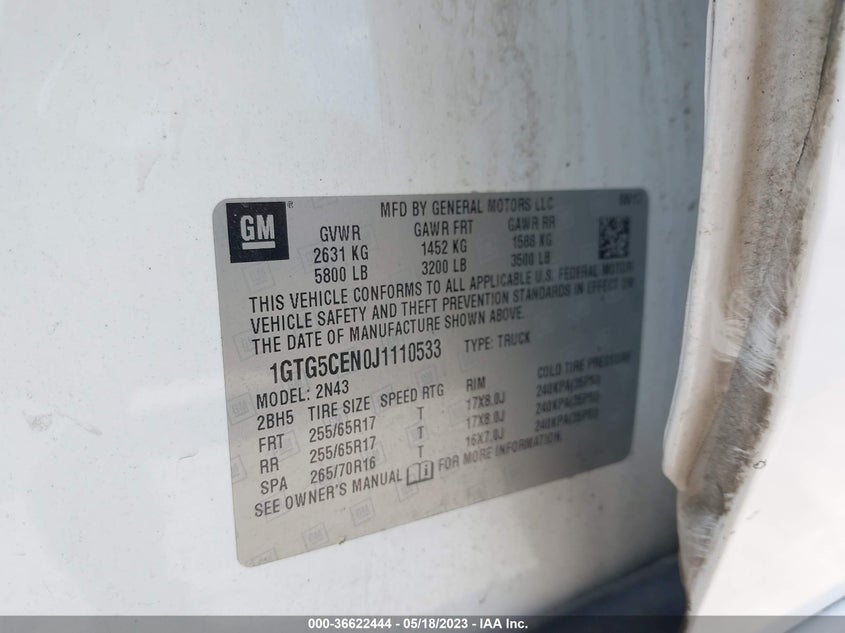 GM ®
MFD BY GENERAL MOTORS LLC
GVWR GAWR FRT GAWR RR
2631 KG 1452 KG 1588 KG
5800 LB 3200 LB 3500 LB
THIS VEHICLE CONFORMS TO ALL APPLICABLE U.S. FEDERAL MOTOR
VEHICLE SAFETY AND THEFT PREVENTION STANDARDS IN EFFECT ON
THE DATE OF MANUFACTURE SHOWN ABOVE.
1GTG5CEN0J1110533 TYPE: TRUCK
MODEL: 2N43
2BH5 TIRE SIZE SPEED RTG RIM COLD TIRE PRESSURE
FRT 255/65R17 T 17X8.0J 240KPA(35PSI)
RR 255/65R17 T 17X8.0J 240KPA(35PSI)
SPA 265/70R16 T 16X7.0J 240KPA(35PSI)
SEE OWNER'S MANUAL FOR MORE INFORMATION.
000-36622444 / 05/18/2023 - IAA Inc.